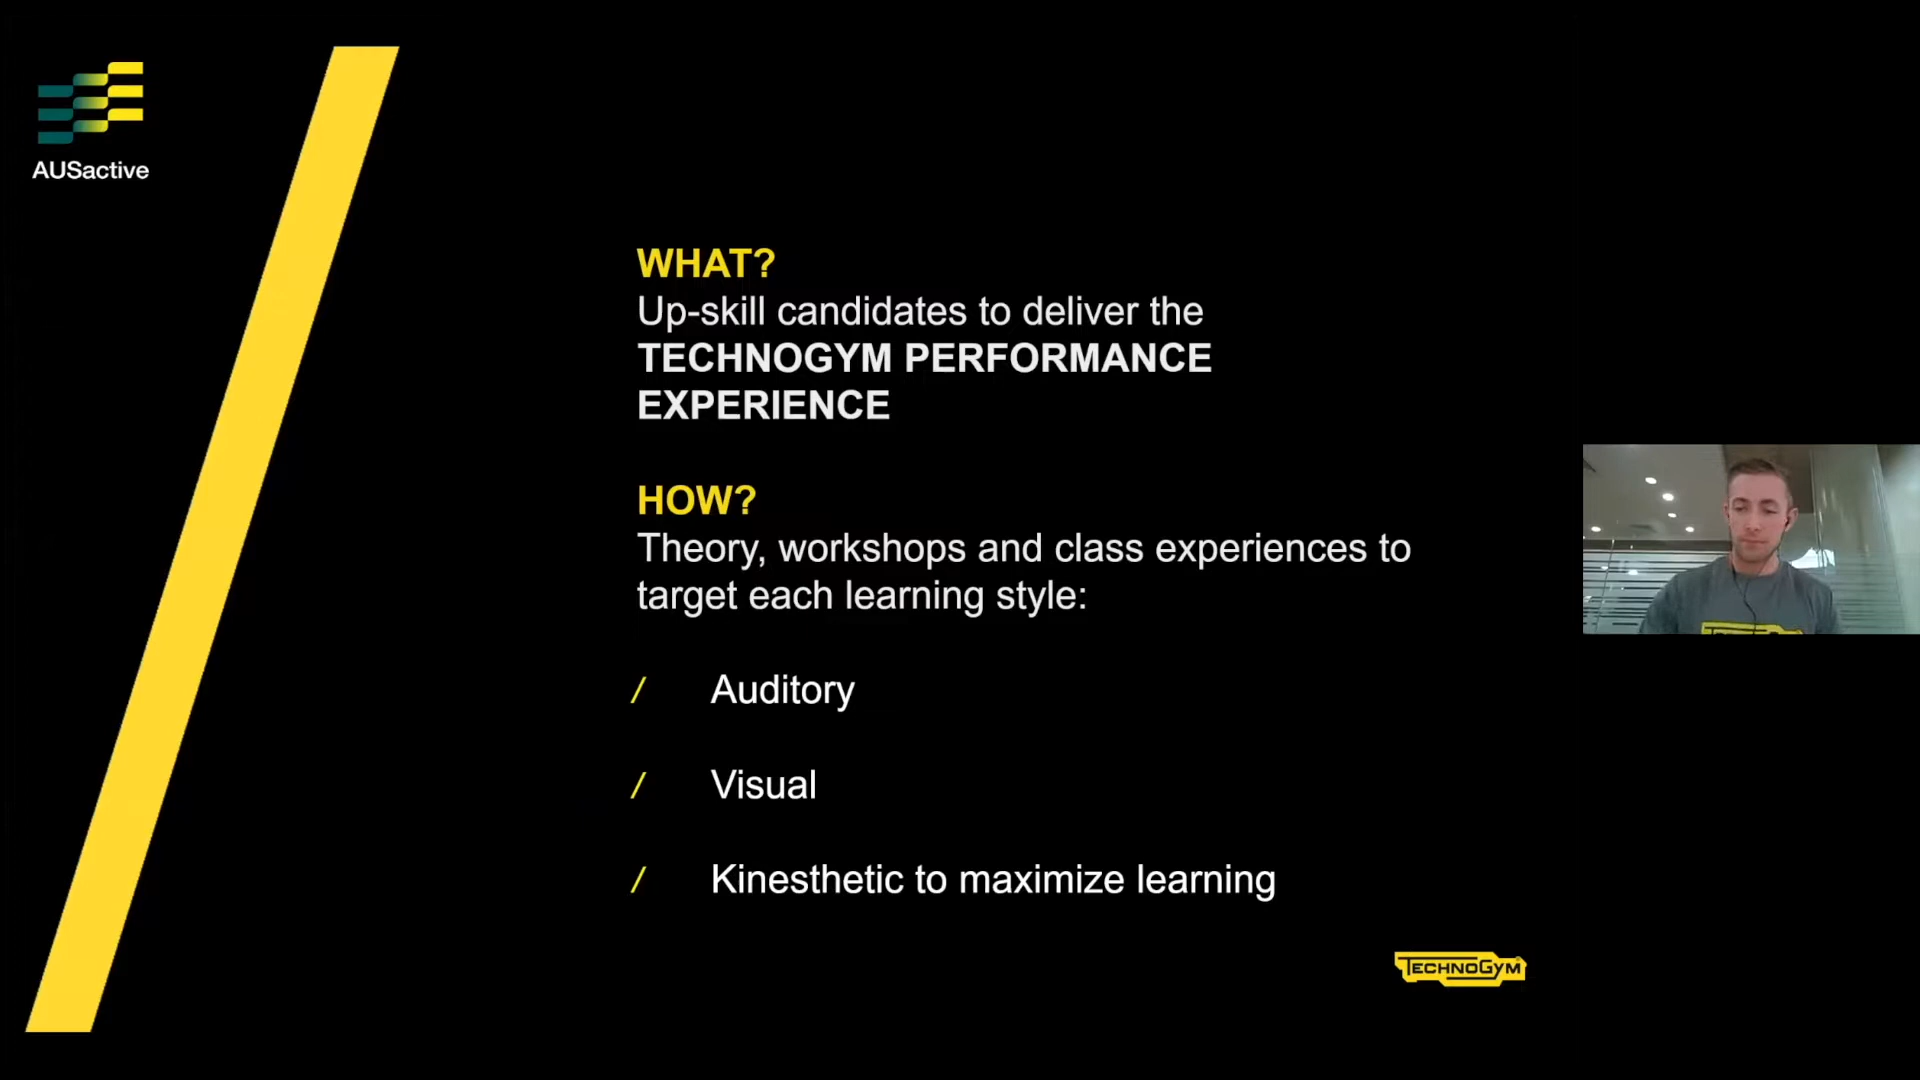 AUSactive
WHAT?
Up-skill candidates to deliver the
TECHNOGYM PERFORMANCE
EXPERIENCE
HOW?
Theory, workshops and class experiences to
target each learning style:
/ Auditory
/ Visual
/ Kinesthetic to maximize learning
TECHNOGYM